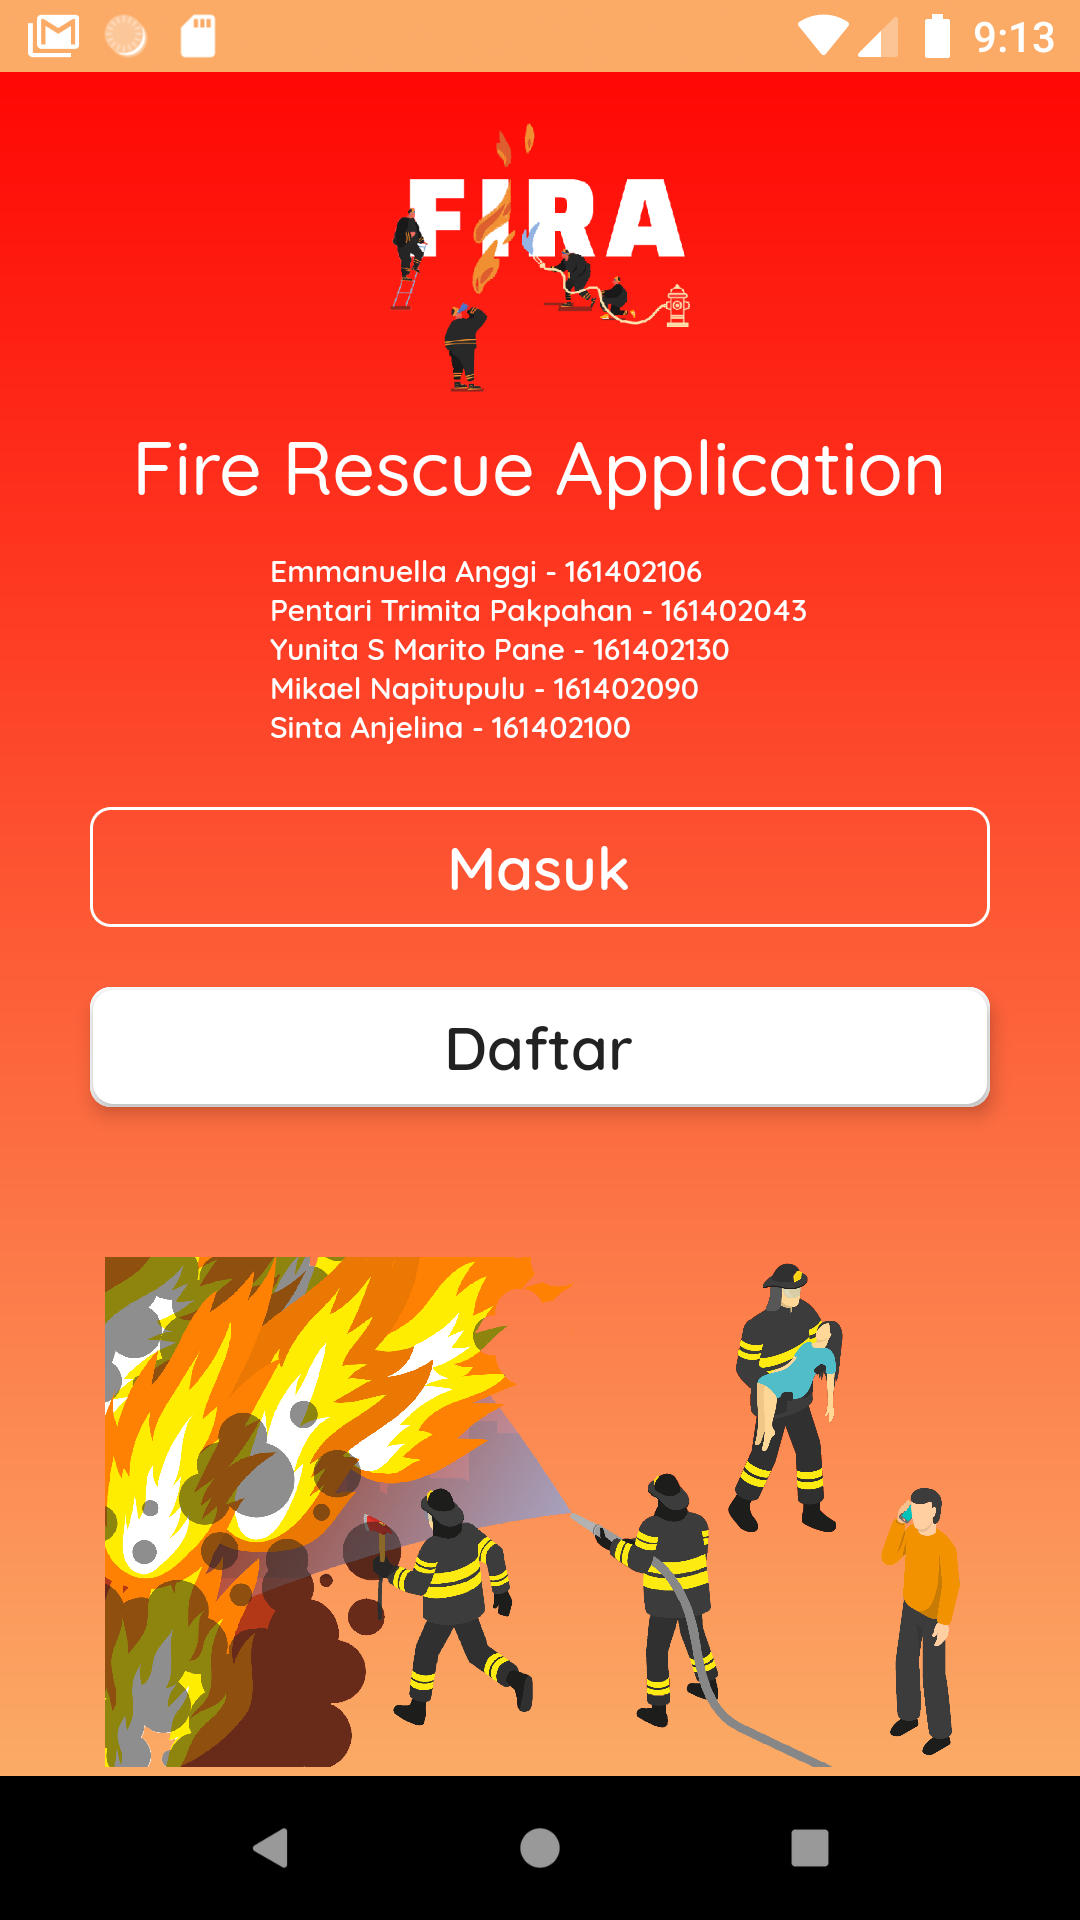 9:13
FIRA
Fire Rescue Application
Emmanuella Anggi - 161402106
Pentari Trimita Pakpahan - 161402043
Yunita S Marito Pane - 161402130
Mikael Napitupulu - 161402090
Sinta Anjelina - 161402100
Masuk
Daftar